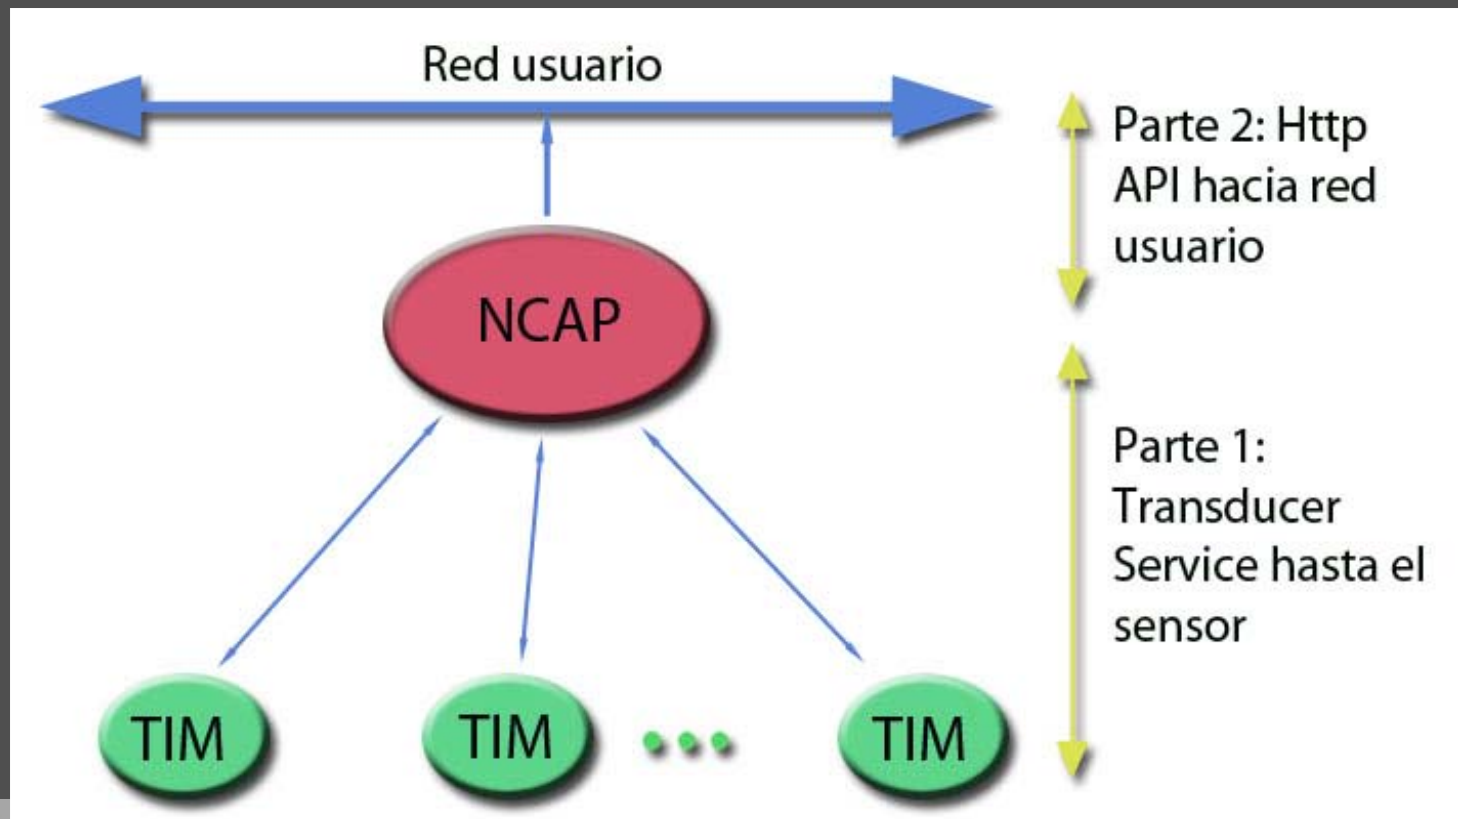 Red usuario
Parte 2: Http
API hacia red
usuario
NCAP
Parte 1:
Transducer
Service hasta el
sensor
TIM
TIM
TIM